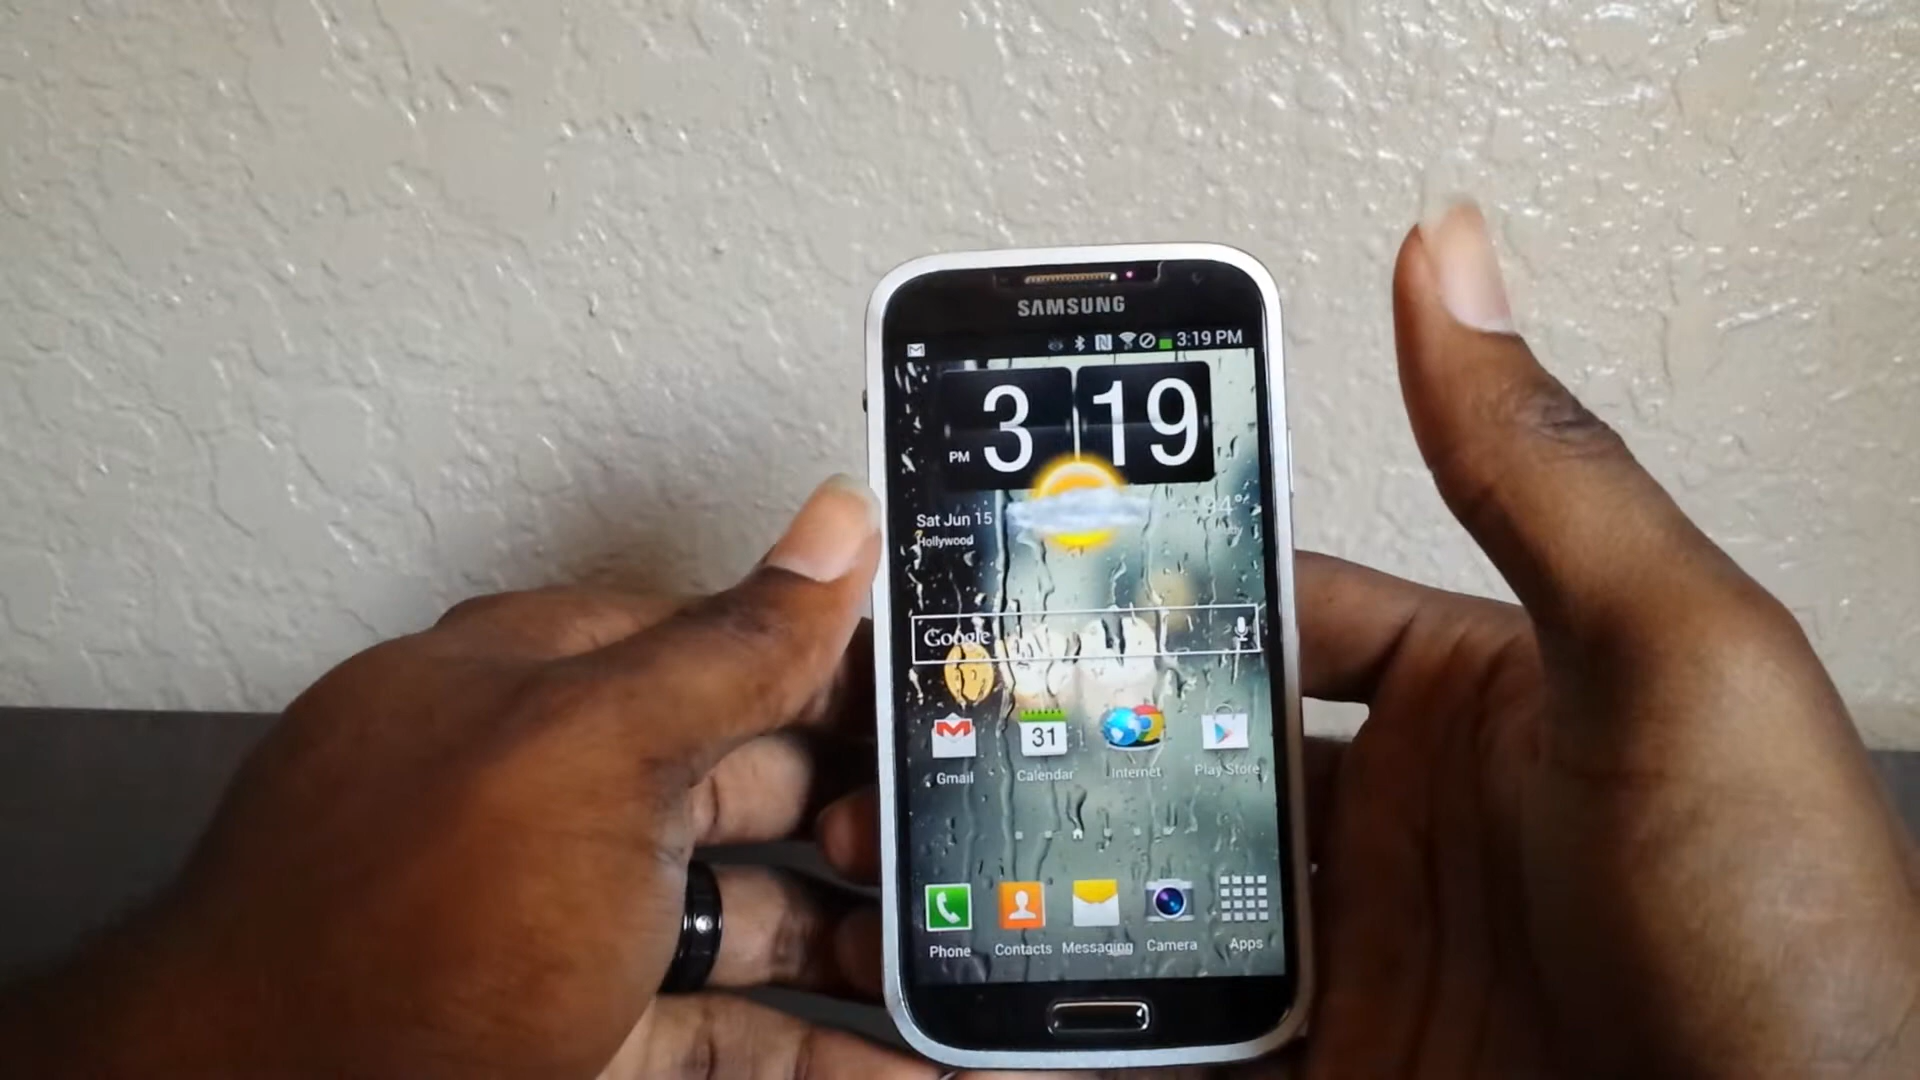 SAMSUNG
3:19 PM
PM 3 19
94°
Sat Jun 15
Hollywood
Google
31
Gmail Calendar Internet Play Store
Phone Contacts Messaging Camera Apps